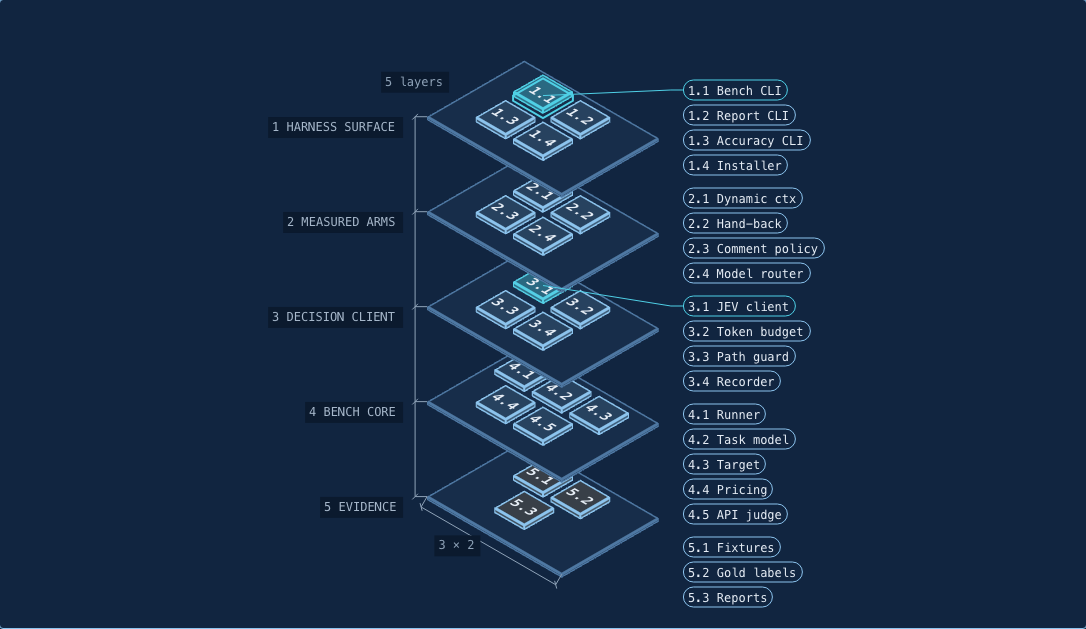 5 layers
1 HARNESS SURFACE
2 MEASURED ARMS
3 DECISION CLIENT
4 BENCH CORE
5 EVIDENCE
3 × 2
1.1
1.2
1.3
1.4
2.1
2.2
2.3
2.4
3.1
3.2
3.3
3.4
4.1
4.2
4.3
4.4
4.5
5.1
5.2
5.3
1.1 Bench CLI
1.2 Report CLI
1.3 Accuracy CLI
1.4 Installer
2.1 Dynamic ctx
2.2 Hand-back
2.3 Comment policy
2.4 Model router
3.1 JEV client
3.2 Token budget
3.3 Path guard
3.4 Recorder
4.1 Runner
4.2 Task model
4.3 Target
4.4 Pricing
4.5 API judge
5.1 Fixtures
5.2 Gold labels
5.3 Reports